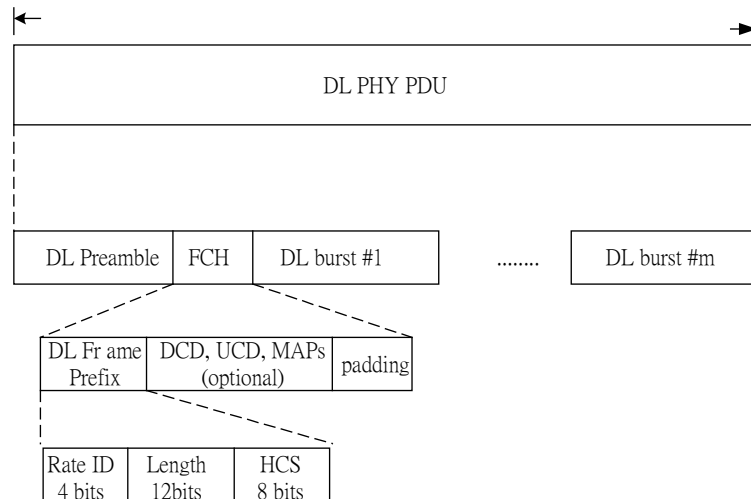 DL PHY PDU
DL Preamble FCH DL burst #1 ........ DL burst #m
DL Fr ame Prefix
DCD, UCD, MAPs (optional)
padding
Rate ID 4 bits
Length 12bits
HCS 8 bits